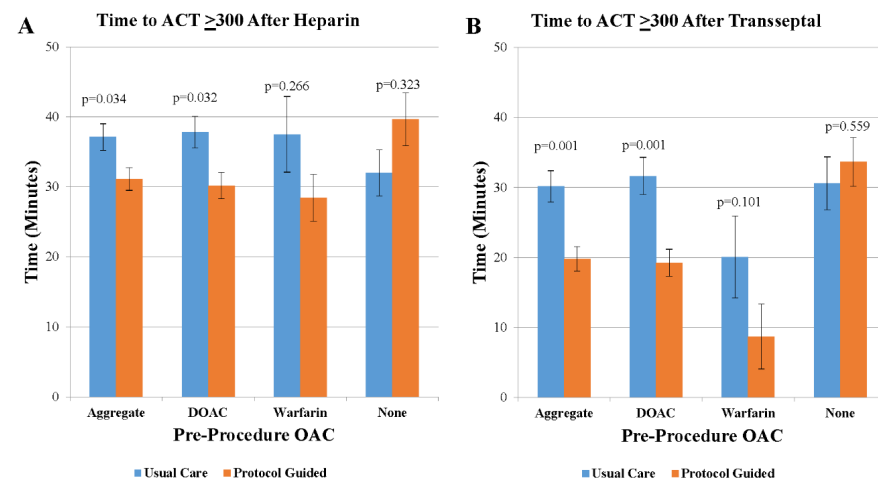 A
Time to ACT ≥300 After Heparin
50
40
30
20
10
0
Time (Minutes)
p=0.034
p=0.032
p=0.266
p=0.323
Aggregate DOAC Warfarin None
Pre-Procedure OAC
Usual Care Protocol Guided
B
Time to ACT ≥300 After Transseptal
50
40
30
20
10
0
Time (Minutes)
p=0.001
p=0.001
p=0.101
p=0.559
Aggregate DOAC Warfarin None
Pre-Procedure OAC
Usual Care Protocol Guided